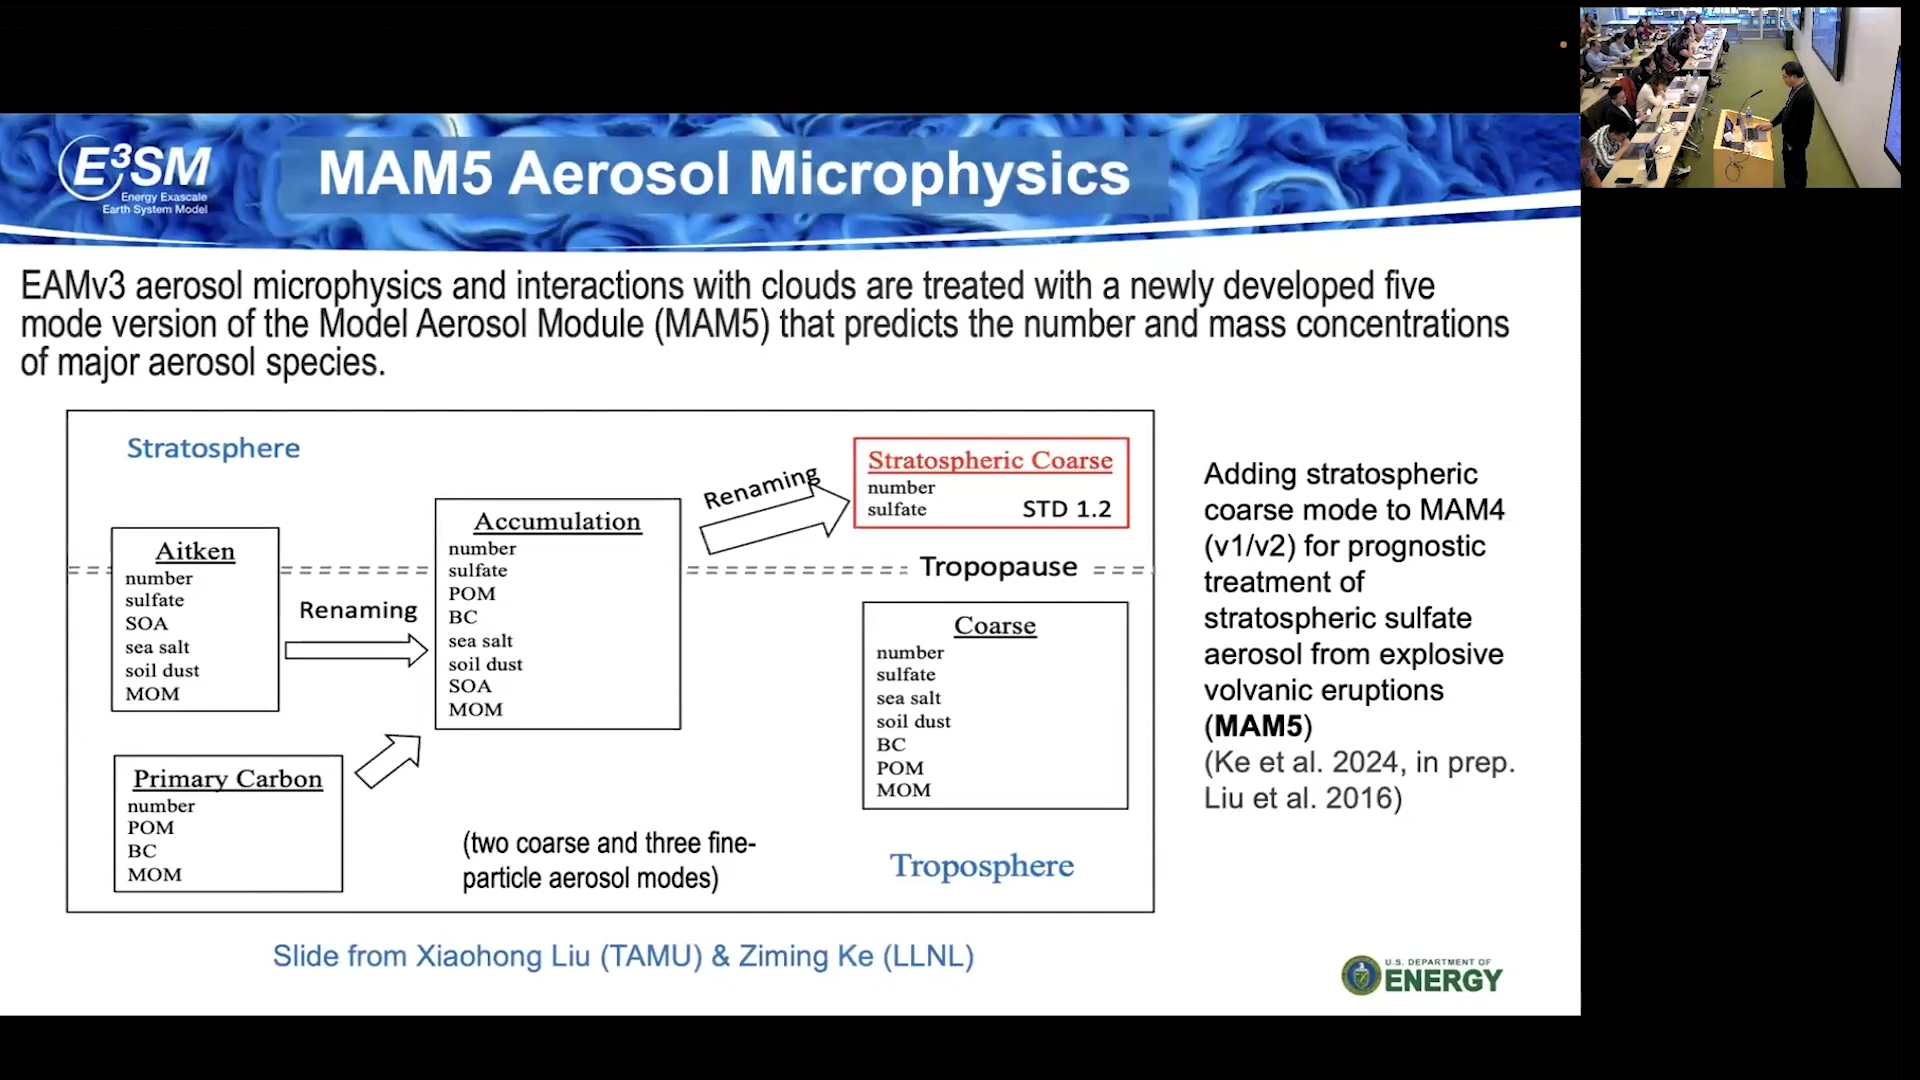 E3SM
Energy Exascale
Earth System Model
MAM5 Aerosol Microphysics
EAMv3 aerosol microphysics and interactions with clouds are treated with a newly developed five
mode version of the Model Aerosol Module (MAM5) that predicts the number and mass concentrations
of major aerosol species.
Stratosphere
Aitken
number
sulfate
SOA
sea salt
soil dust
MOM
Renaming
Primary Carbon
number
POM
BC
MOM
Accumulation
number
sulfate
POM
BC
sea salt
soil dust
SOA
MOM
Renaming
Stratospheric Coarse
number
sulfate STD 1.2
Tropopause
Coarse
number
sulfate
sea salt
soil dust
BC
POM
MOM
(two coarse and three fine-
particle aerosol modes)
Troposphere
Adding stratospheric
coarse mode to MAM4
(v1/v2) for prognostic
treatment of
stratospheric sulfate
aerosol from explosive
volvanic eruptions
(MAM5)
(Ke et al. 2024, in prep.
Liu et al. 2016)
Slide from Xiaohong Liu (TAMU) & Ziming Ke (LLNL)
U.S. DEPARTMENT OF
ENERGY